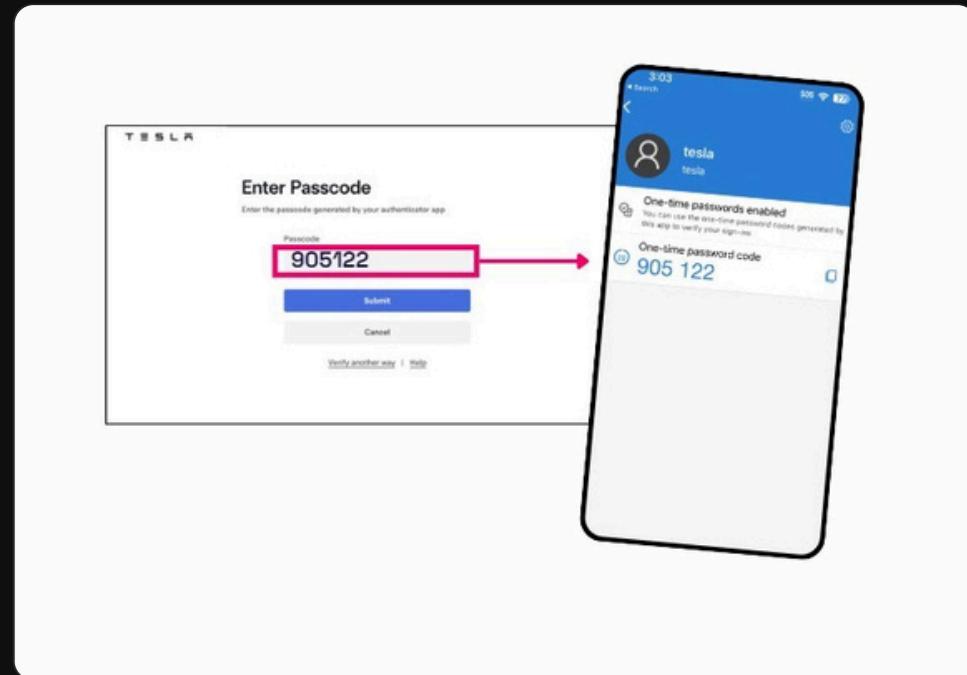 TESLA
Enter Passcode
Enter the passcode generated by your authenticator app
Passcode
905122
Submit
Cancel
Verify another way | Help
3:03
Search
SOS 77
tesla
tesla
One-time passwords enabled
You can use the one-time password codes generated by
this app to verify your sign-ins
One-time password code
905 122